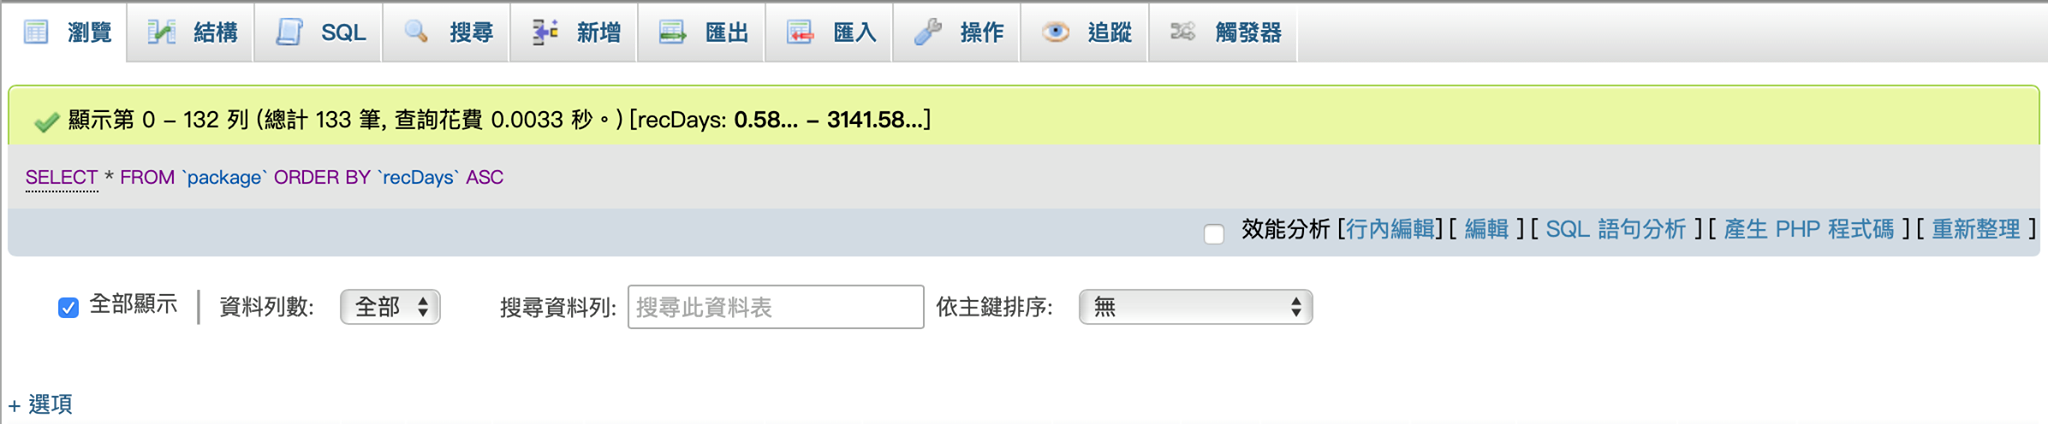 瀏覽 結構 SQL 搜尋 新增 匯出 匯入 操作 追蹤 觸發器
顯示第 0 - 132 列 (總計 133 筆, 查詢花費 0.0033 秒。) [recDays: 0.58... - 3141.58...]
SELECT * FROM `package` ORDER BY `recDays` ASC
效能分析 [行內編輯] [ 編輯 ] [ SQL 語句分析 ] [ 產生 PHP 程式碼 ] [ 重新整理 ]
全部顯示 | 資料列數: 全部 搜尋資料列: 搜尋此資料表 依主鍵排序: 無
+ 選項